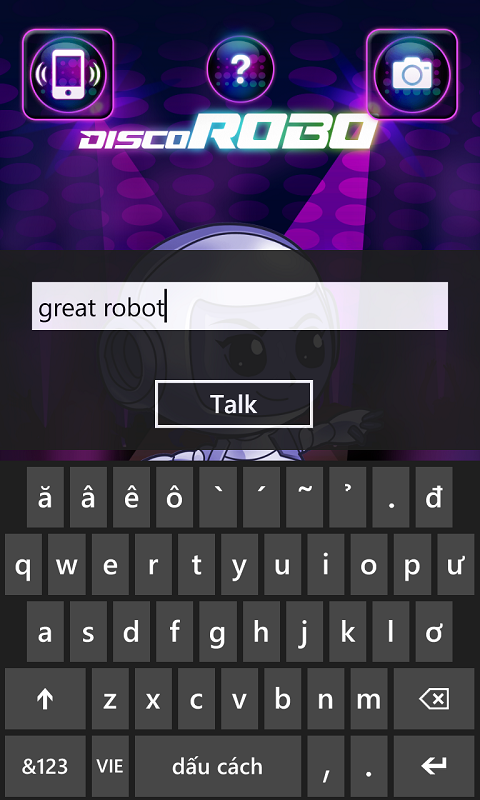 ?
DISCO ROBO
great robot
Talk
ă â ê ô ` ´ ~ ̉ . đ
q w e r t y u i o p ư
a s d f g h j k l ơ
z x c v b n m
&123 VIE dấu cách , .